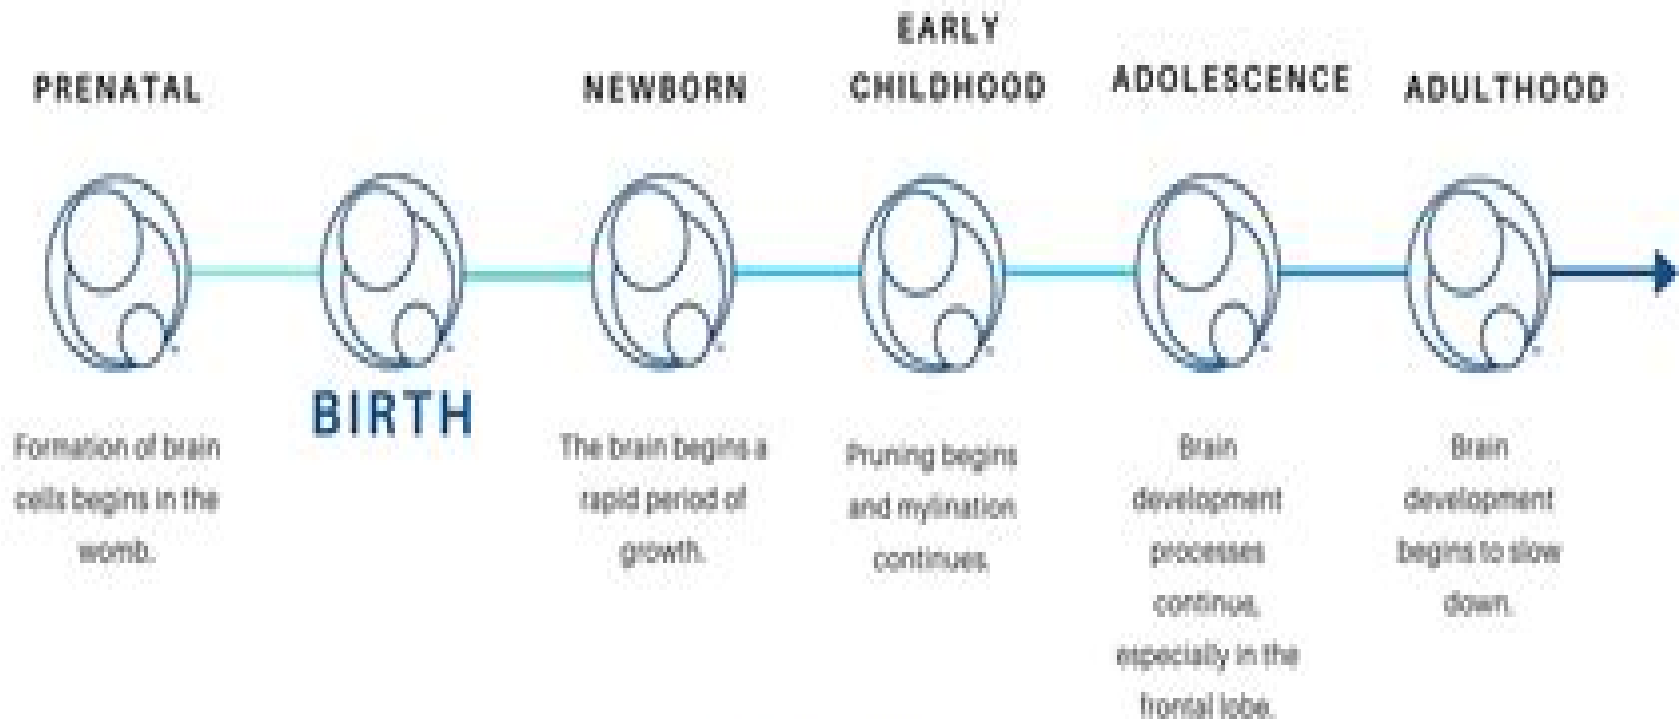 PRENATAL
Formation of brain
cells begins in the
womb.
BIRTH
NEWBORN
The brain begins a
rapid period of
growth.
EARLY
CHILDHOOD
Pruning begins
and mylination
continues.
ADOLESCENCE
Brain
development
processes
continue,
especially in the
frontal lobe.
ADULTHOOD
Brain
development
begins to slow
down.